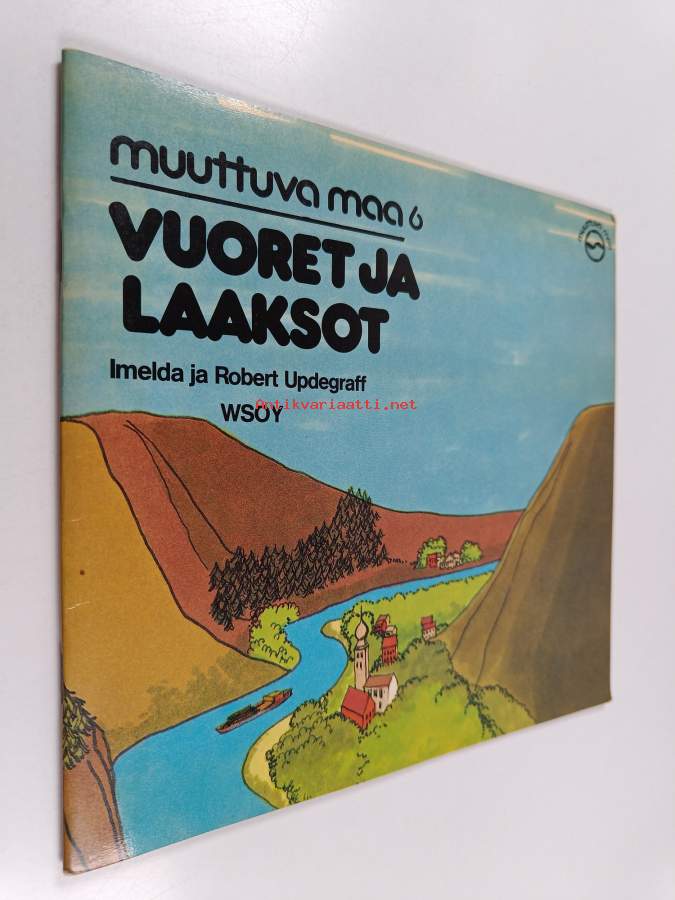 muuttuva maa 6
VUORET JA
LAAKSOT
Imelda ja Robert Updegraff
WSOY
Antikvariaatti.net